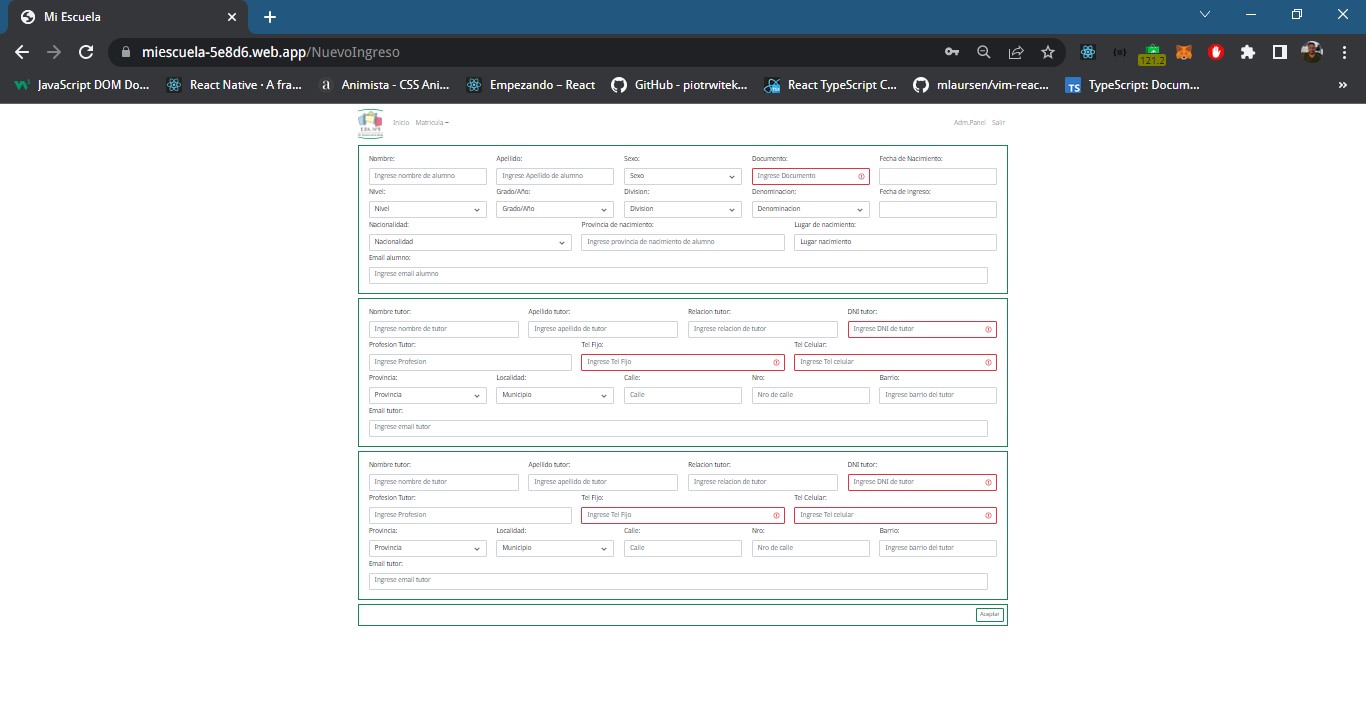 Mi Escuela
miescuela-5e8d6.web.app/NuevoIngreso
121.2
JavaScript DOM Do... React Native · A fra... Animista - CSS Ani... Empezando – React GitHub - piotrwitek... React TypeScript C... mlaursen/vim-reac... TypeScript: Docum... »
Inicio Matricula Adm.Panel Salir
Nombre: Apellido: Sexo: Documento: Fecha de Nacimiento:
Ingrese nombre de alumno Ingrese Apellido de alumno Sexo Ingrese Documento
Nivel: Grado/Año: Division: Denominacion: Fecha de ingreso:
Nivel Grado/Año Division Denominacion
Nacionalidad: Provincia de nacimiento: Lugar de nacimiento:
Nacionalidad Ingrese provincia de nacimiento de alumno Lugar nacimiento
Email alumno:
Ingrese email alumno
Nombre tutor: Apellido tutor: Relacion tutor: DNI tutor:
Ingrese nombre de tutor Ingrese apellido de tutor Ingrese relacion de tutor Ingrese DNI de tutor
Profesion Tutor: Tel Fijo: Tel Celular:
Ingrese Profesion Ingrese Tel Fijo Ingrese Tel celular
Provincia: Localidad: Calle: Nro: Barrio:
Provincia Municipio Calle Nro de calle Ingrese barrio del tutor
Email tutor:
Ingrese email tutor
Nombre tutor: Apellido tutor: Relacion tutor: DNI tutor:
Ingrese nombre de tutor Ingrese apellido de tutor Ingrese relacion de tutor Ingrese DNI de tutor
Profesion Tutor: Tel Fijo: Tel Celular:
Ingrese Profesion Ingrese Tel Fijo Ingrese Tel celular
Provincia: Localidad: Calle: Nro: Barrio:
Provincia Municipio Calle Nro de calle Ingrese barrio del tutor
Email tutor:
Ingrese email tutor
Aceptar